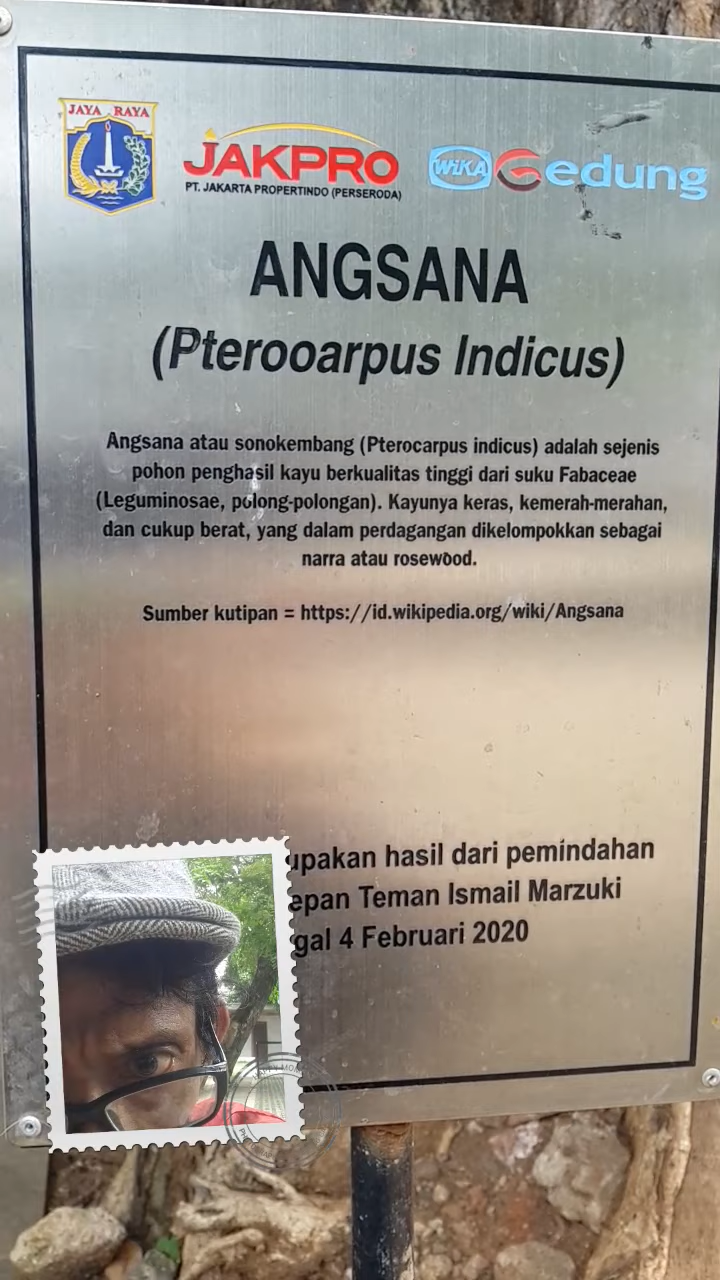 JAYA RAYA
JAKPRO
PT. JAKARTA PROPERTINDO (PERSERODA)
WIKA Gedung
ANGSANA
(Pterooarpus Indicus)
Angsana atau sonokembang (Pterocarpus indicus) adalah sejenis
pohon penghasil kayu berkualitas tinggi dari suku Fabaceae
(Leguminosae, polong-polongan). Kayunya keras, kemerah-merahan,
dan cukup berat, yang dalam perdagangan dikelompokkan sebagai
narra atau rosewood.
Sumber kutipan = https://id.wikipedia.org/wiki/Angsana
upakan hasil dari pemindahan
epan Teman Ismail Marzuki
gal 4 Februari 2020